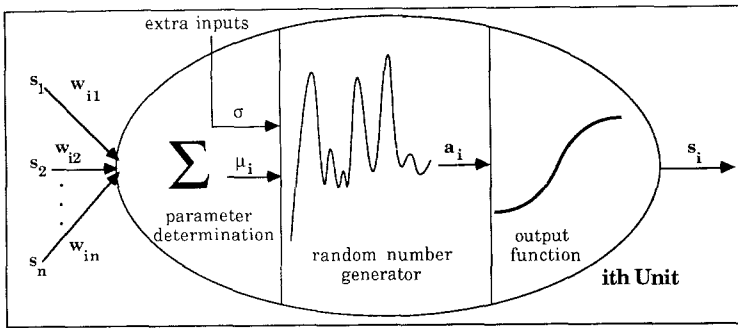 extra inputs
s1
wi1
σ
s2
wi2
Σ
μi
ai
si
parameter
determination
random number
generator
output
function
sn
win
ith Unit